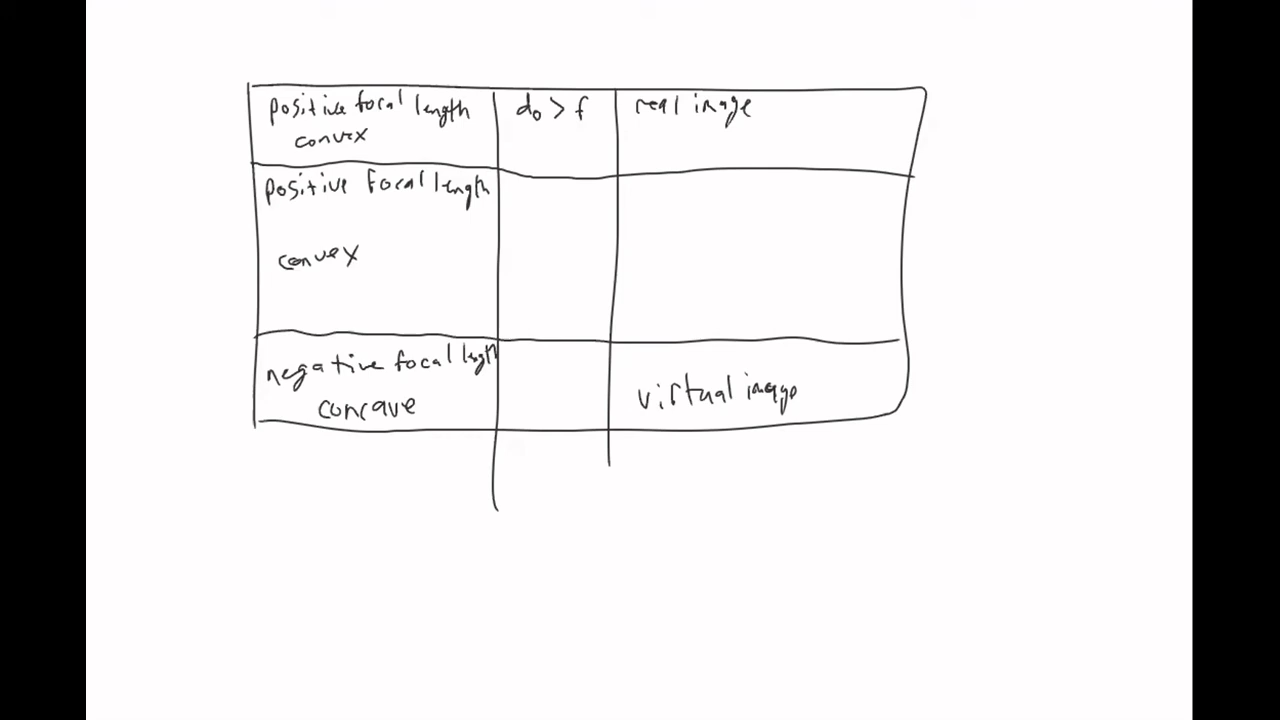 positive focal length
convex
do > f
real image
positive focal length
convex
negative focal length
concave
virtual image